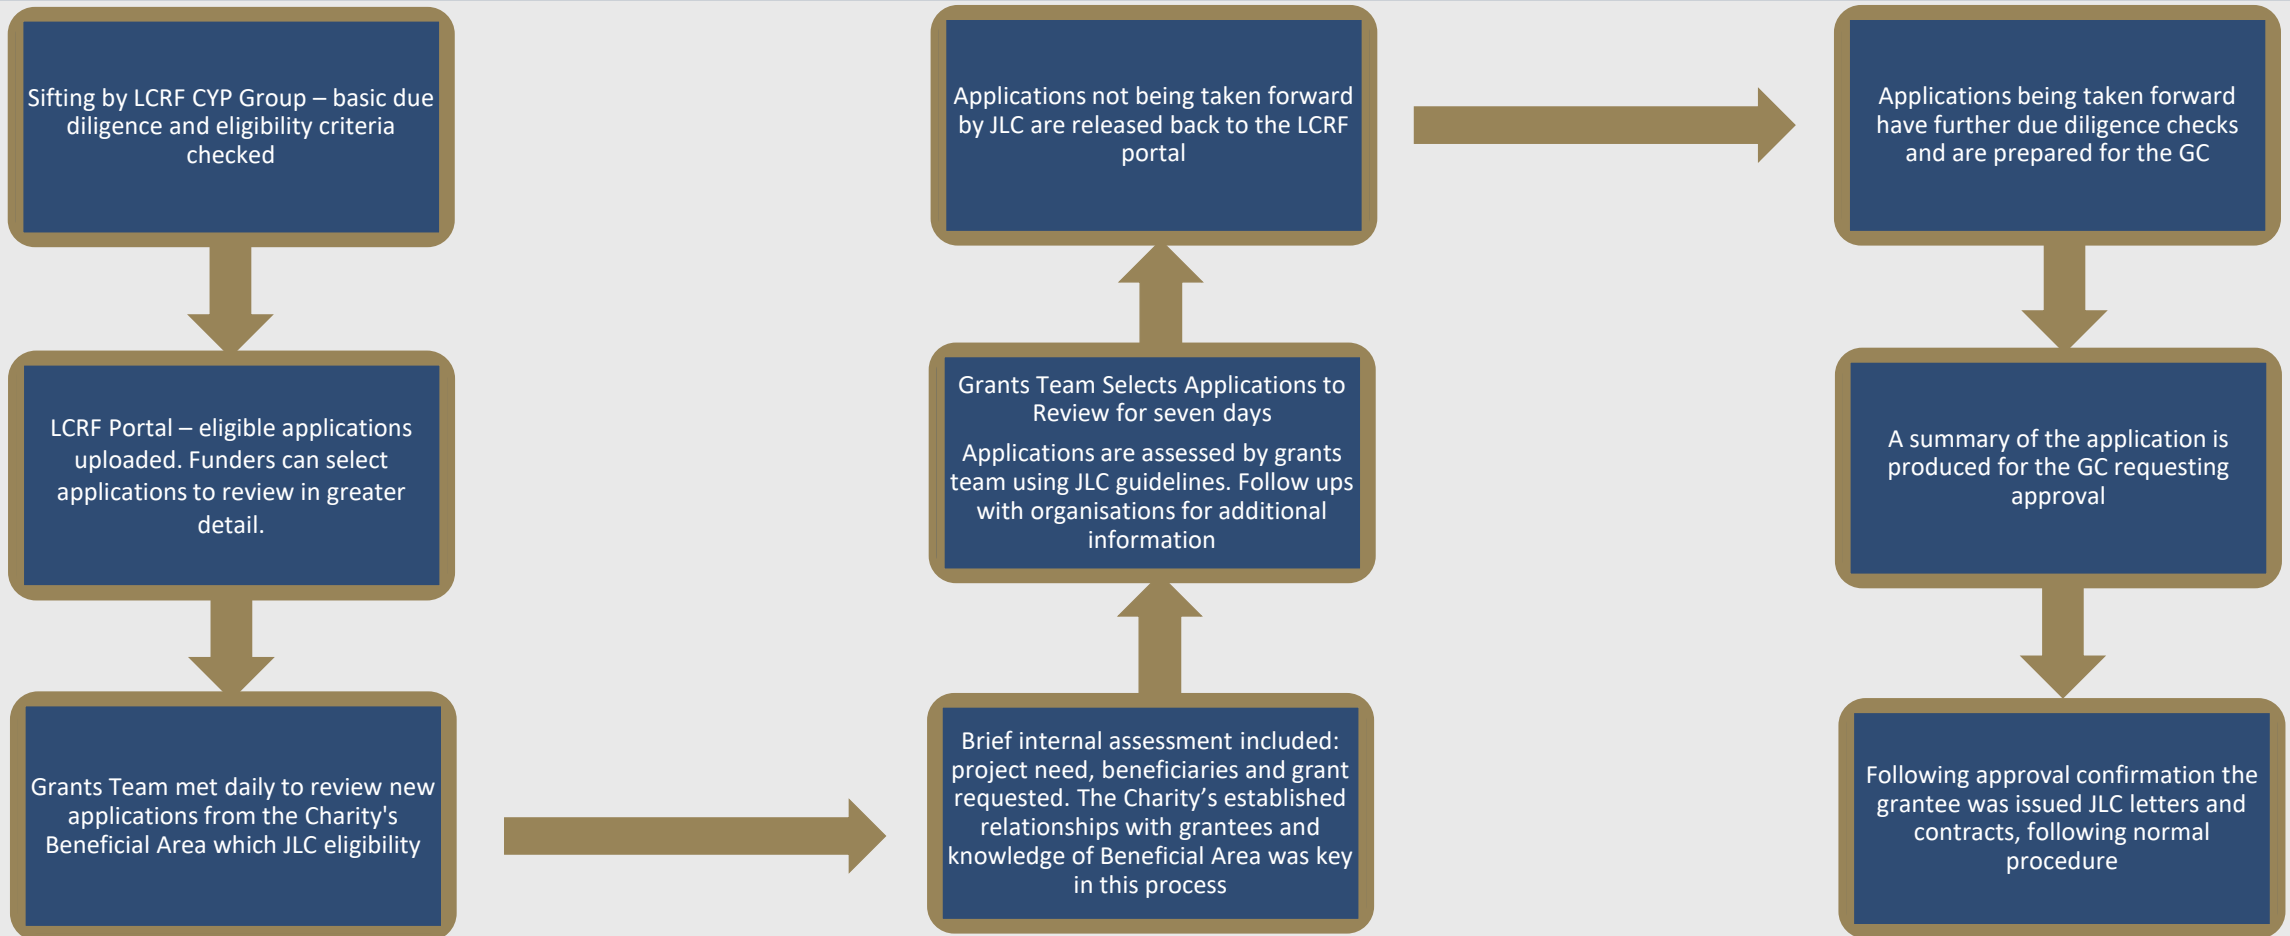 Sifting by LCRF CYP Group – basic due
diligence and eligibility criteria
checked
LCRF Portal – eligible applications
uploaded. Funders can select
applications to review in greater
detail.
Grants Team met daily to review new
applications from the Charity's
Beneficial Area which JLC eligibility
Brief internal assessment included:
project need, beneficiaries and grant
requested. The Charity’s established
relationships with grantees and
knowledge of Beneficial Area was key
in this process
Grants Team Selects Applications to
Review for seven days
Applications are assessed by grants
team using JLC guidelines. Follow ups
with organisations for additional
information
Applications not being taken forward
by JLC are released back to the LCRF
portal
Applications being taken forward
have further due diligence checks
and are prepared for the GC
A summary of the application is
produced for the GC requesting
approval
Following approval confirmation the
grantee was issued JLC letters and
contracts, following normal
procedure